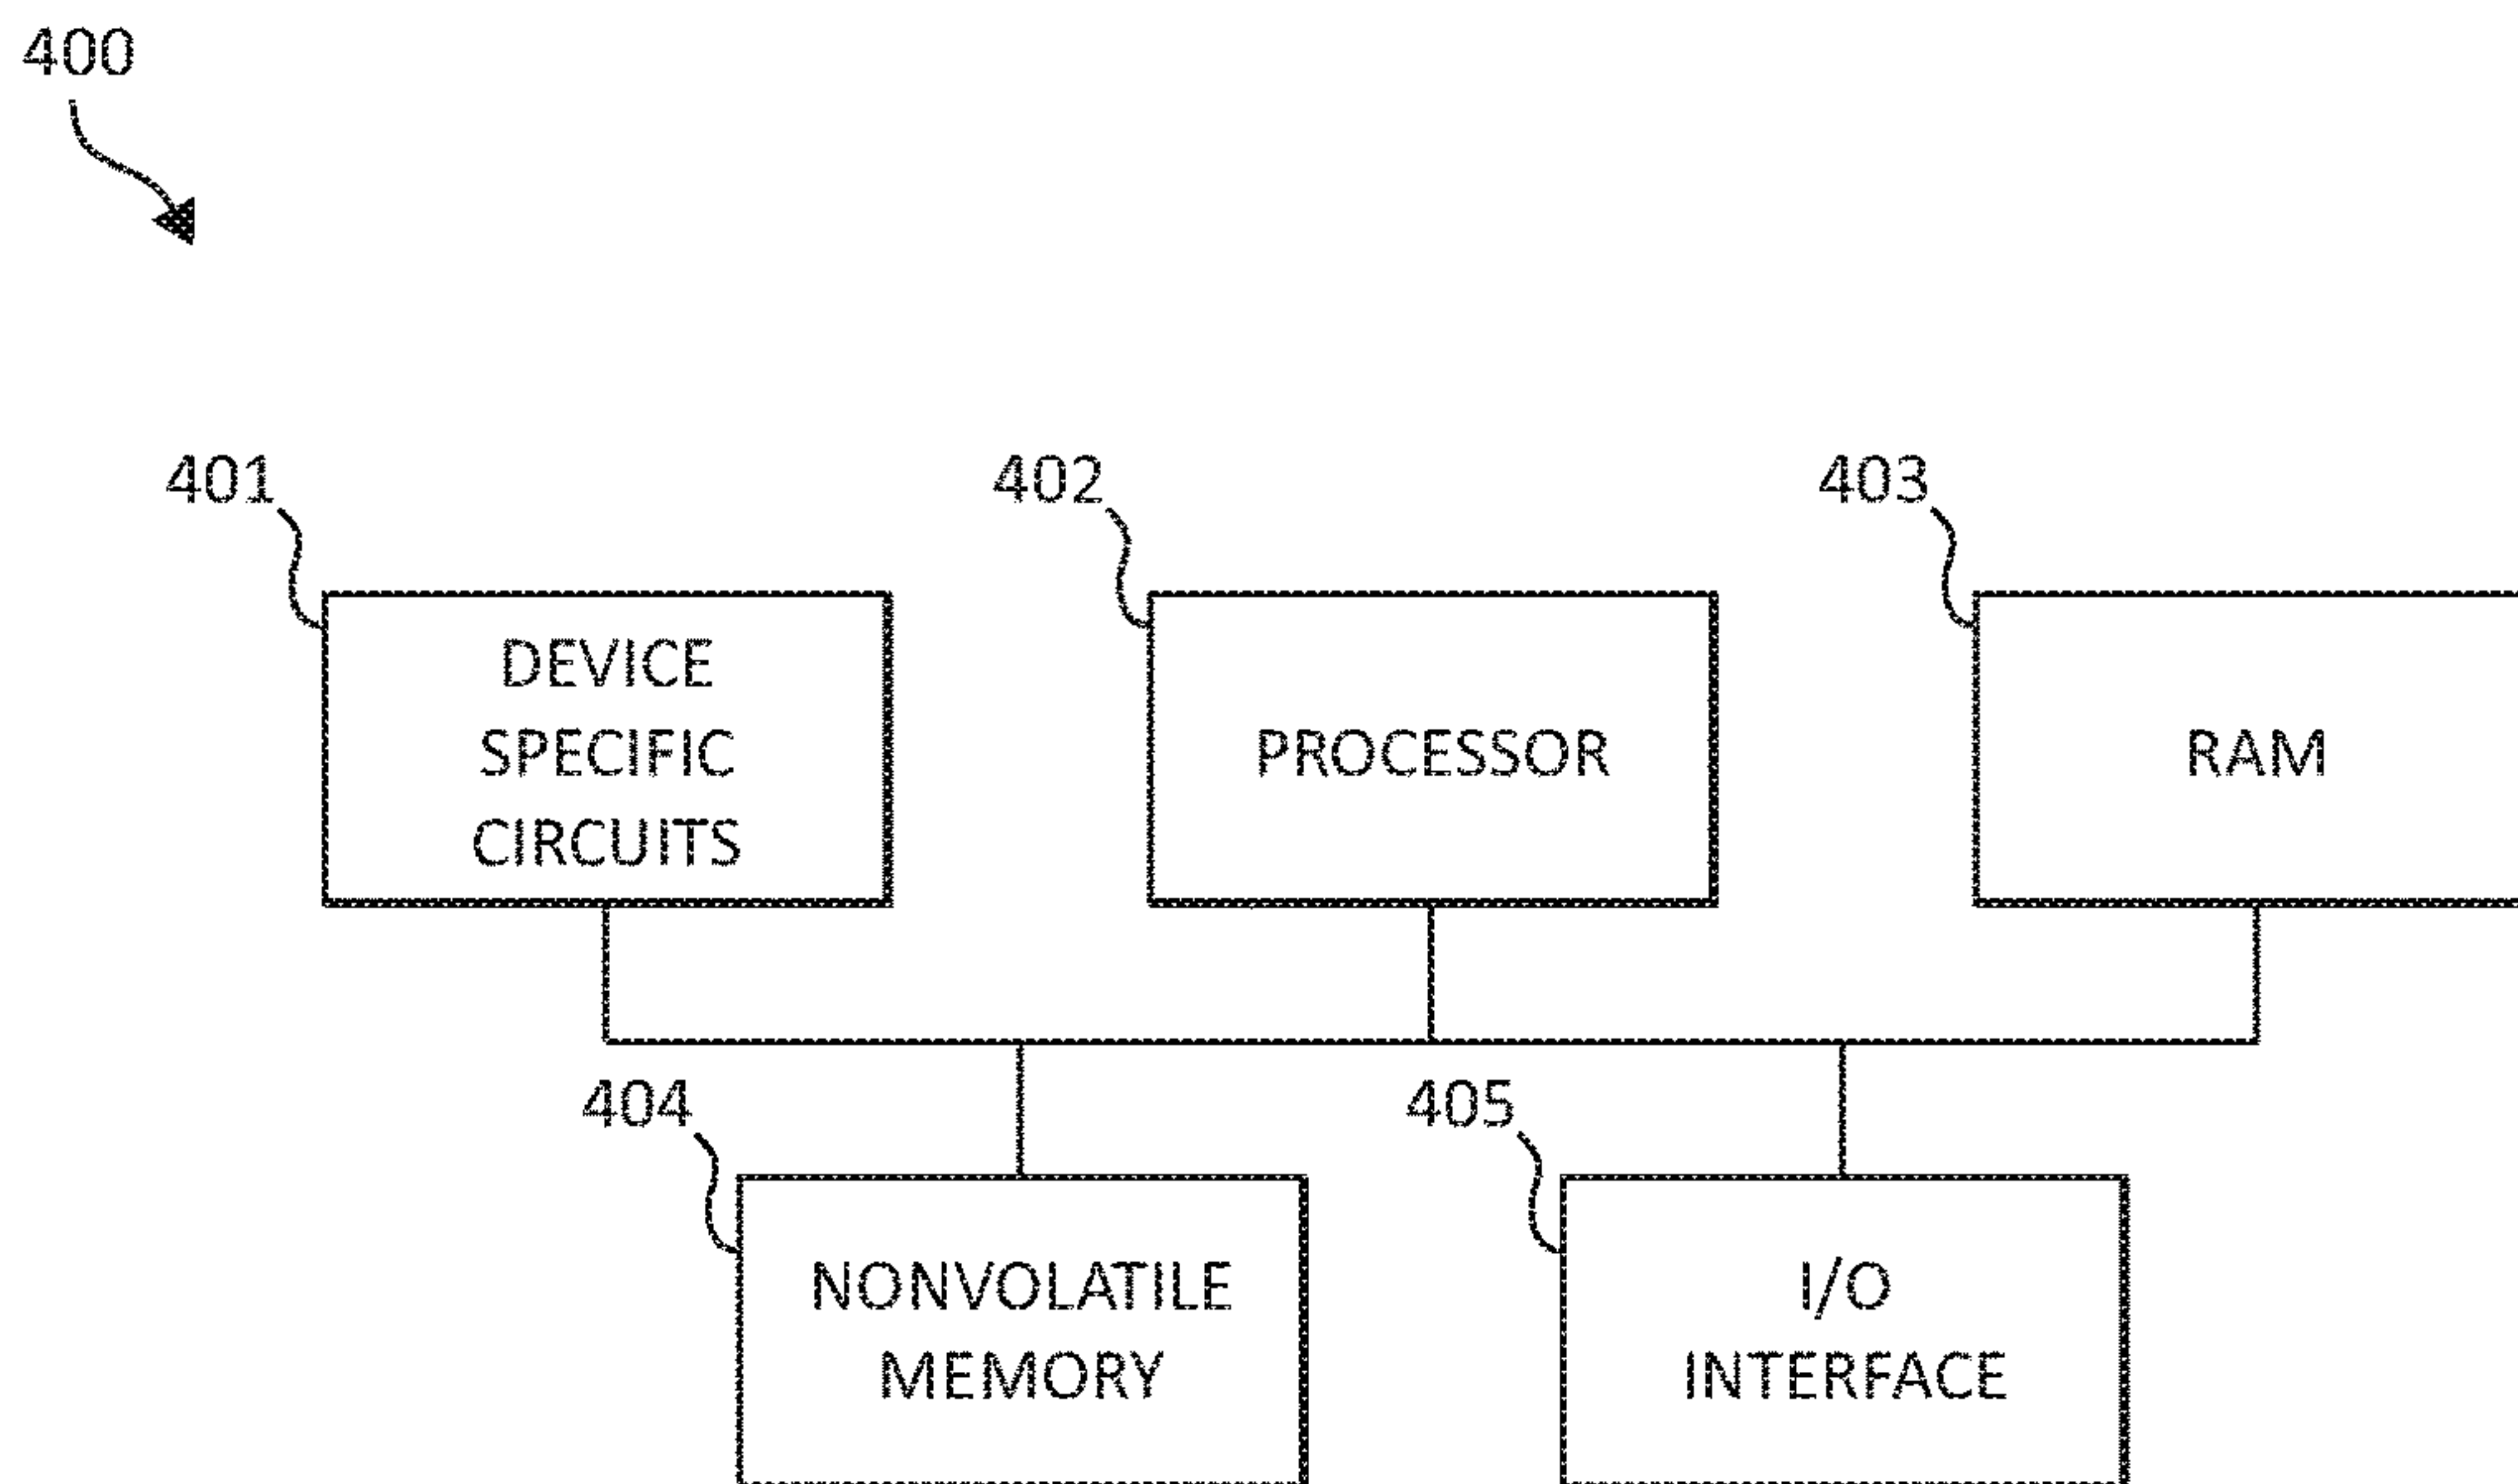 400
401
402
403
DEVICE
SPECIFIC
CIRCUITS
PROCESSOR
RAM
404
405
NONVOLATILE
MEMORY
I/O
INTERFACE